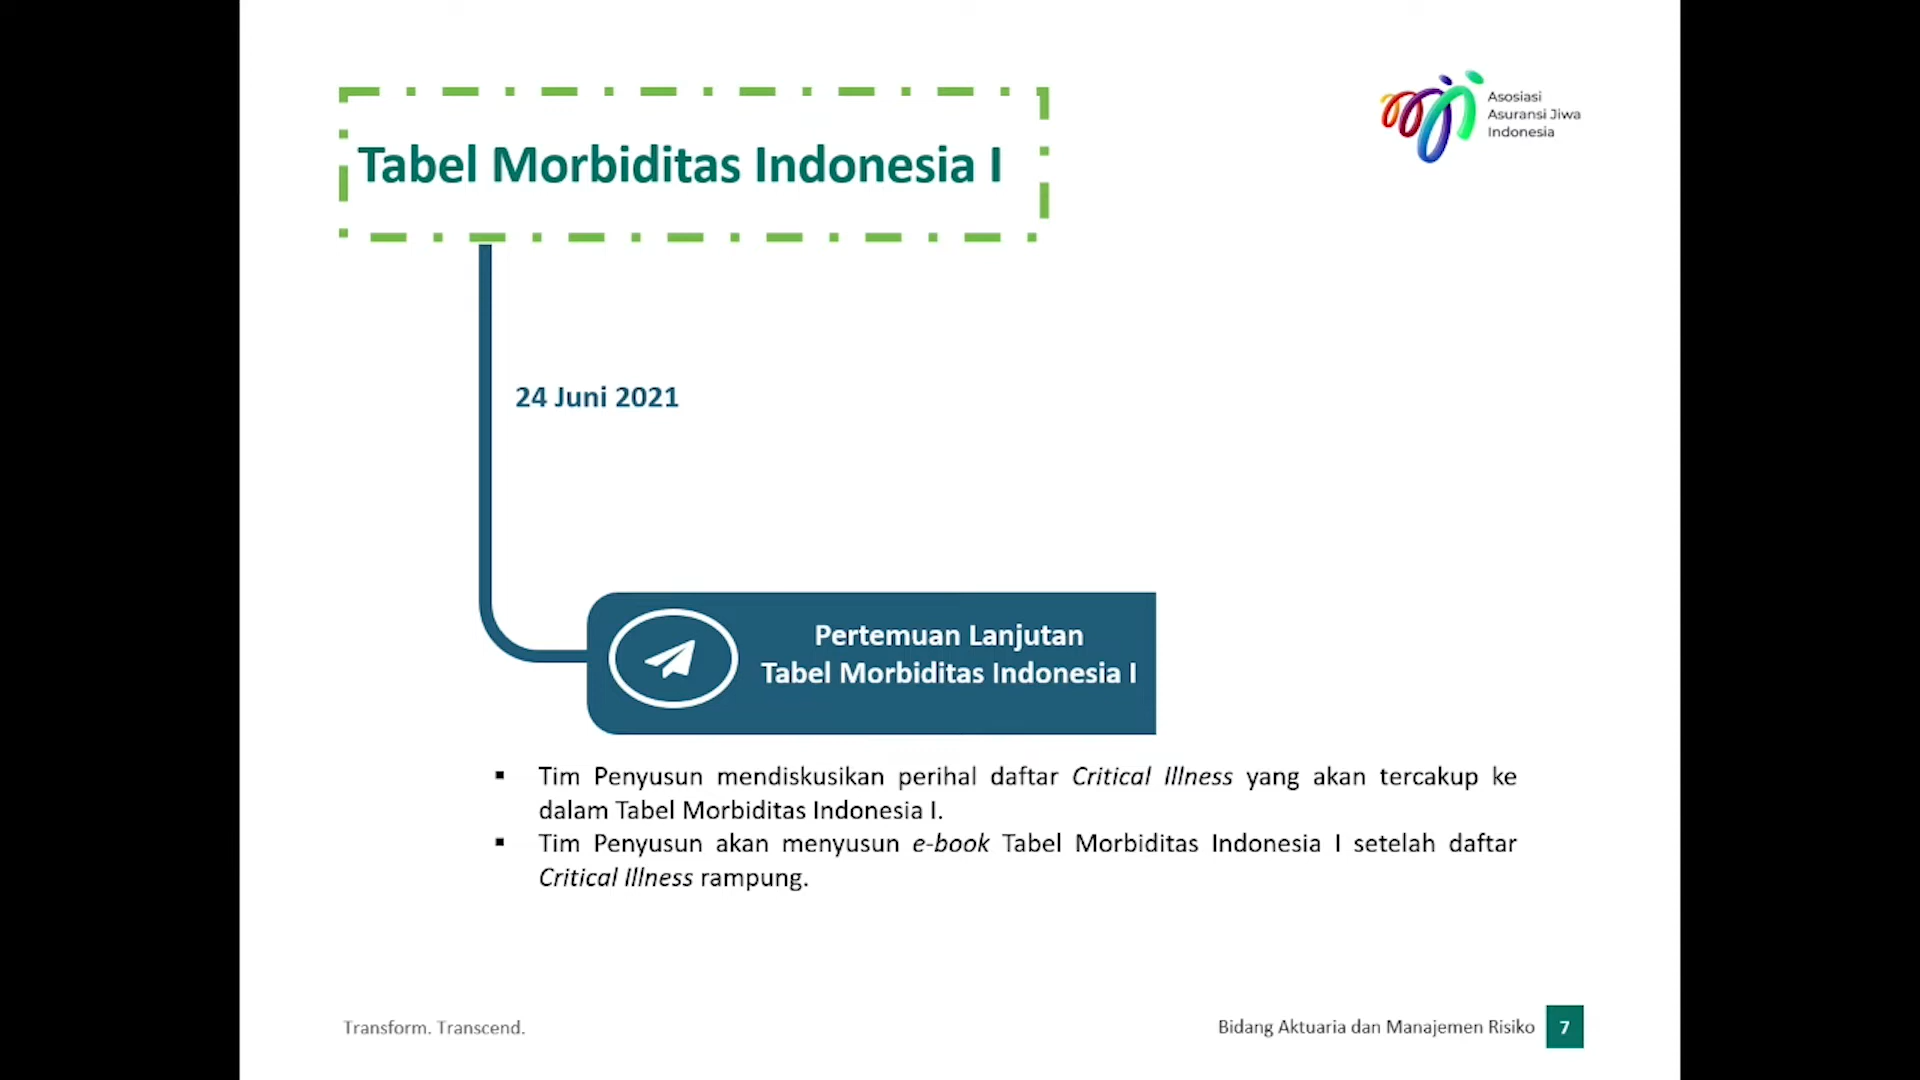 Asosiasi
Asuransi Jiwa
Indonesia
Tabel Morbiditas Indonesia I
24 Juni 2021
Pertemuan Lanjutan
Tabel Morbiditas Indonesia I
▪ Tim Penyusun mendiskusikan perihal daftar Critical Illness yang akan tercakup ke
dalam Tabel Morbiditas Indonesia I.
▪ Tim Penyusun akan menyusun e-book Tabel Morbiditas Indonesia I setelah daftar
Critical Illness rampung.
Transform. Transcend.
Bidang Aktuaria dan Manajemen Risiko 7